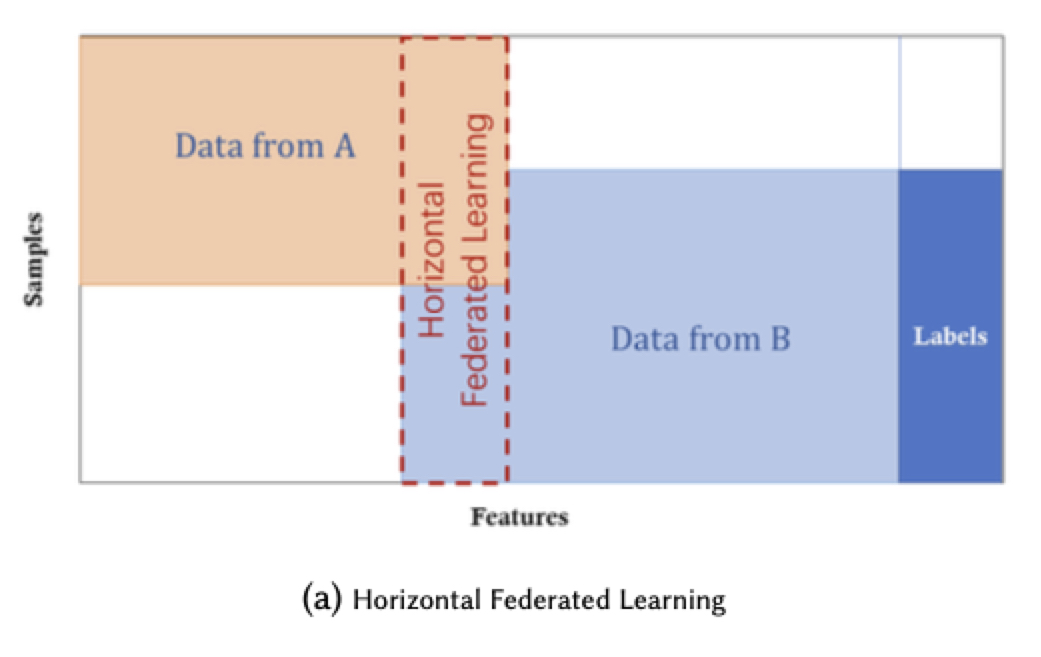 Data from A
Horizontal
Federated Learning
Samples
Data from B
Labels
Features
(a) Horizontal Federated Learning